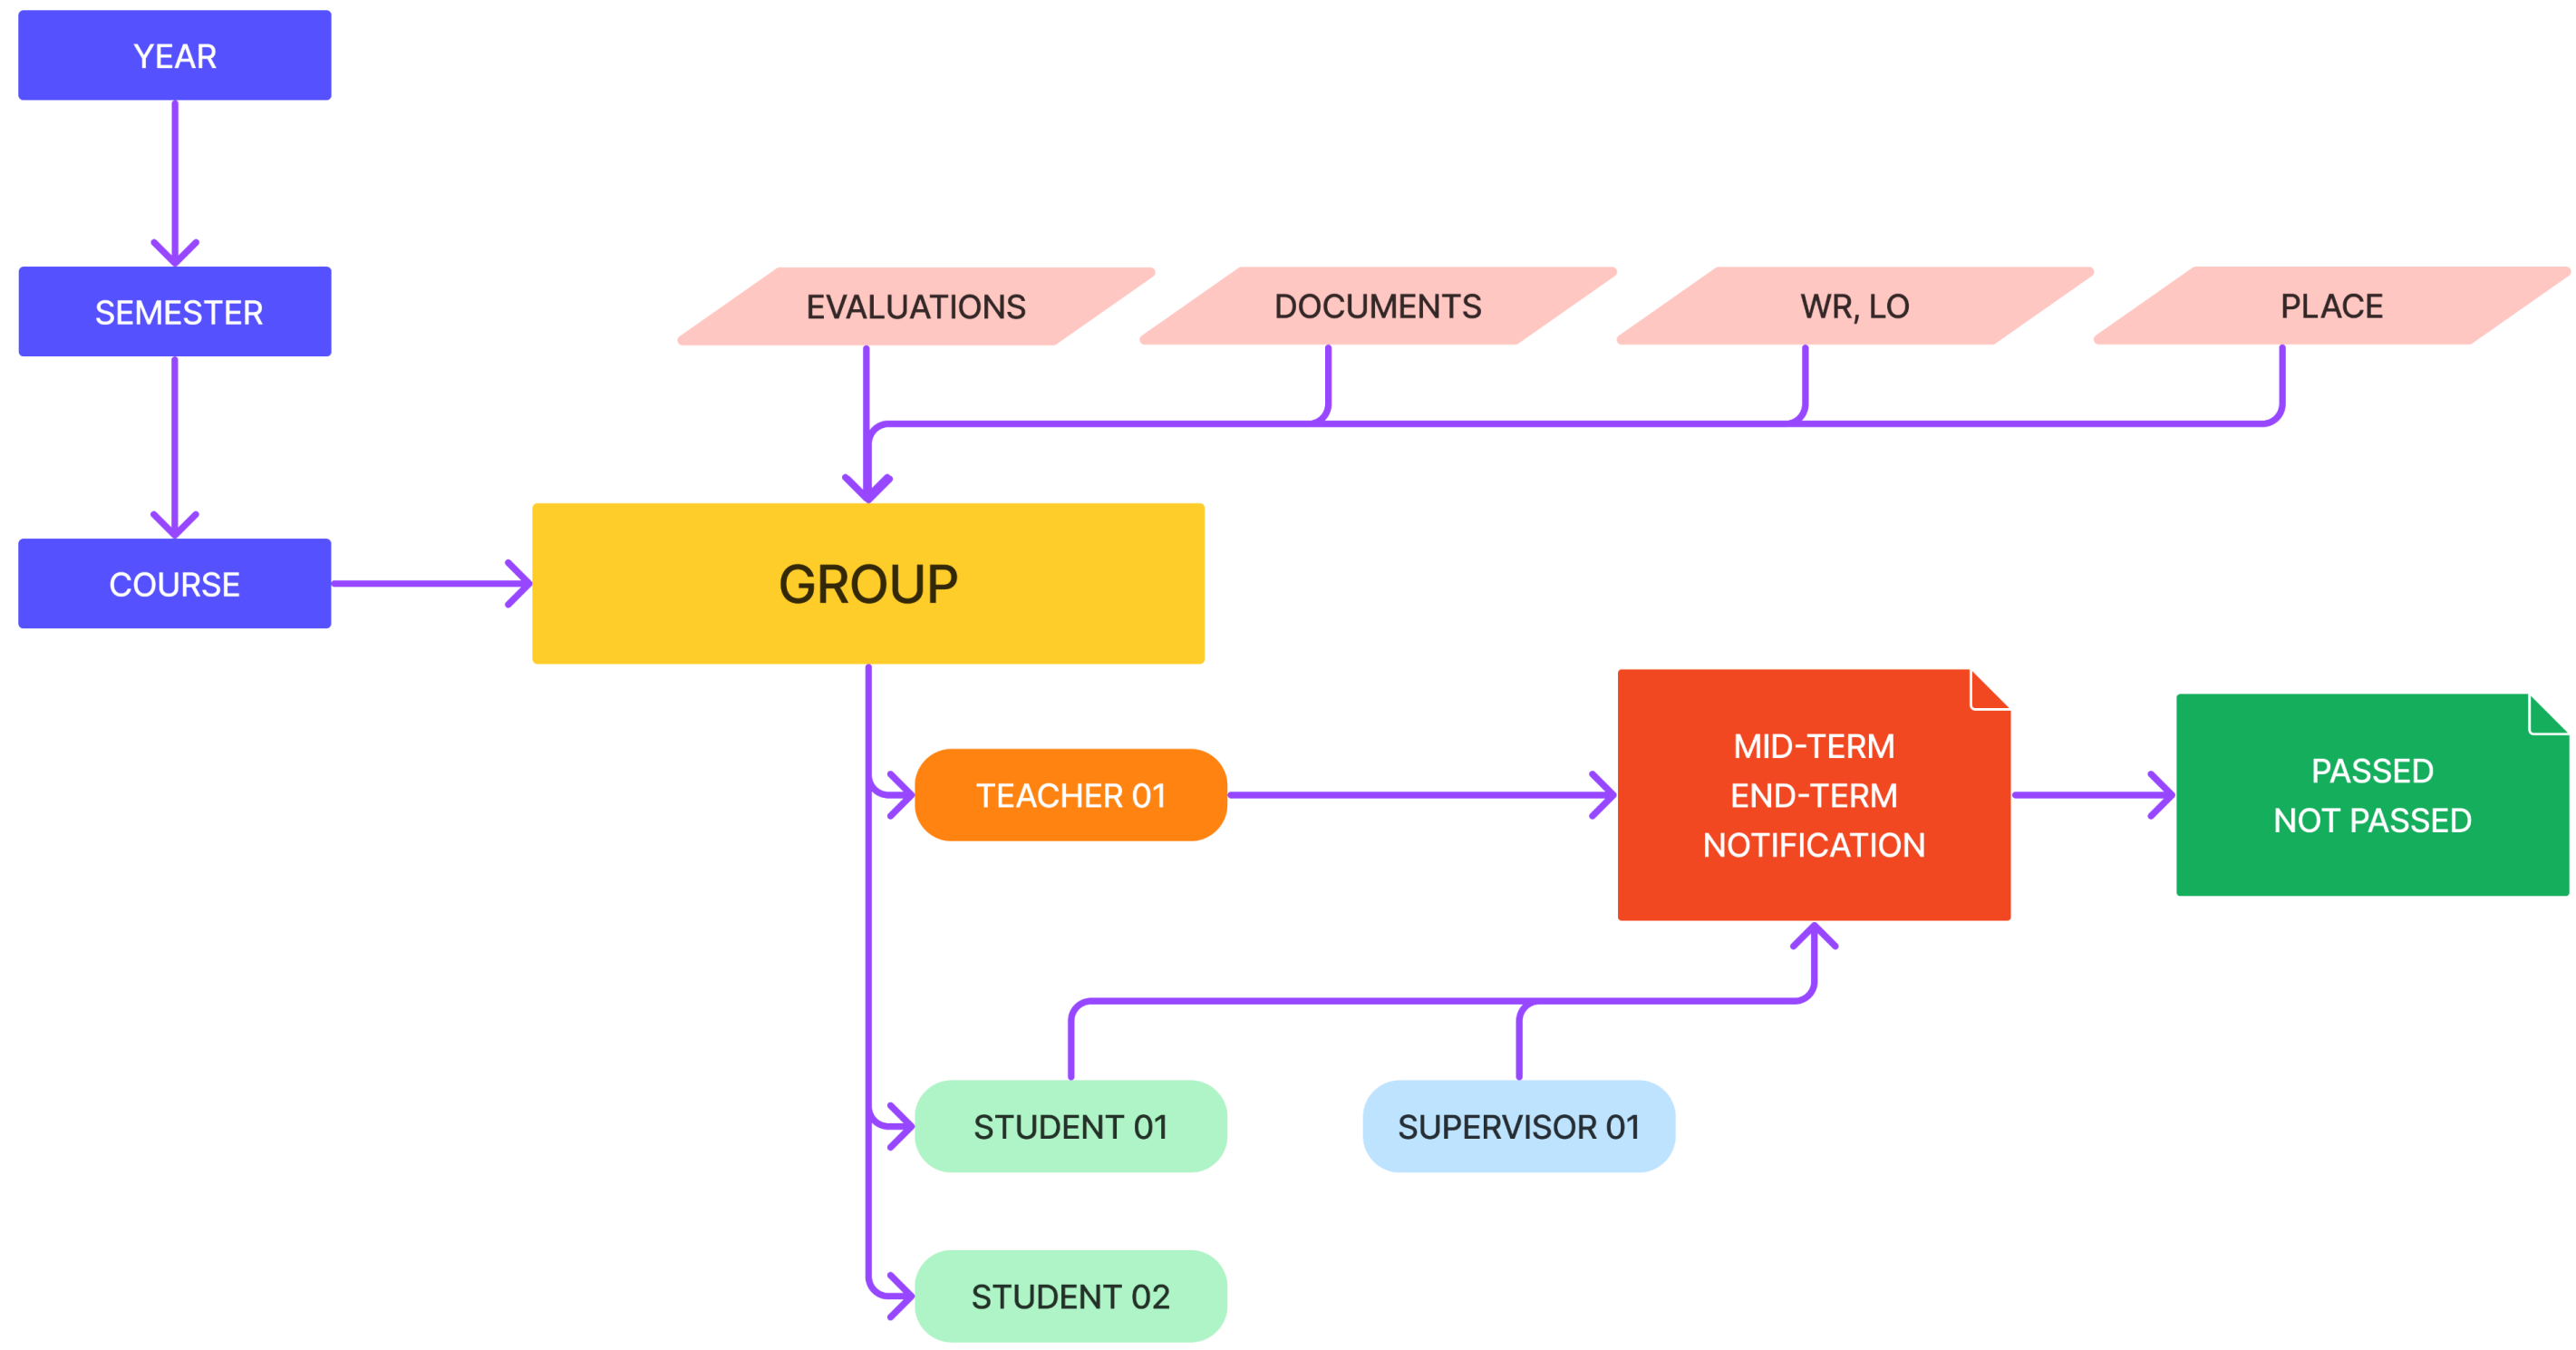 YEAR
SEMESTER
EVALUATIONS
DOCUMENTS
WR, LO
PLACE
COURSE
GROUP
TEACHER 01
MID-TERM
END-TERM
NOTIFICATION
PASSED
NOT PASSED
STUDENT 01
SUPERVISOR 01
STUDENT 02